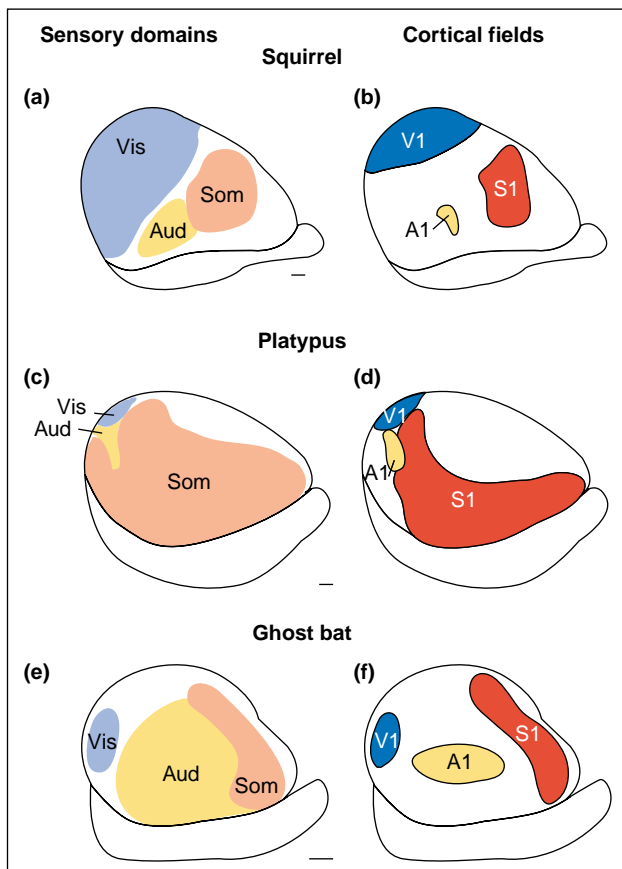 Sensory domains Cortical fields
Squirrel
(a) (b)
Vis V1
Som S1
Aud A1
Platypus
(c) (d)
Vis V1
Aud A1
Som S1
Ghost bat
(e) (f)
Vis V1
Aud A1
Som S1